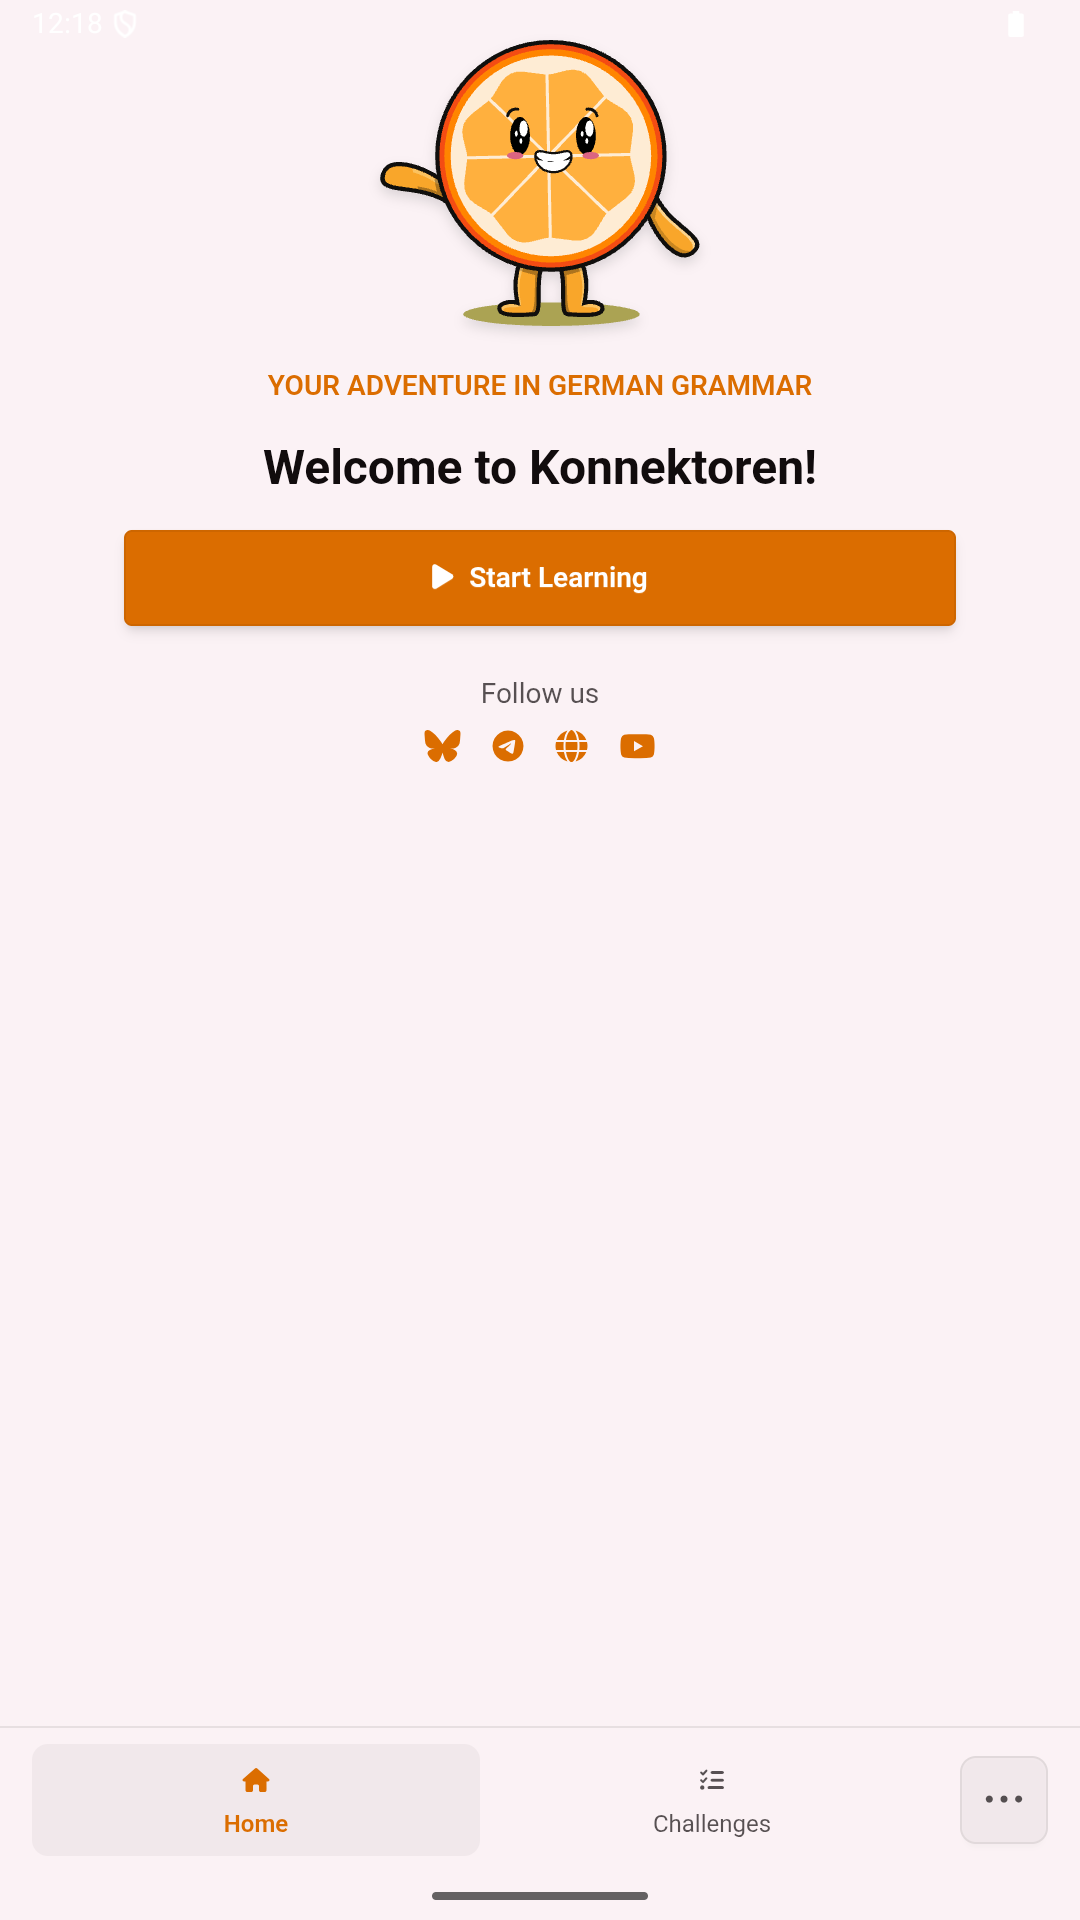 12:18
YOUR ADVENTURE IN GERMAN GRAMMAR
Welcome to Konnektoren!
Start Learning
Follow us
Home
Challenges